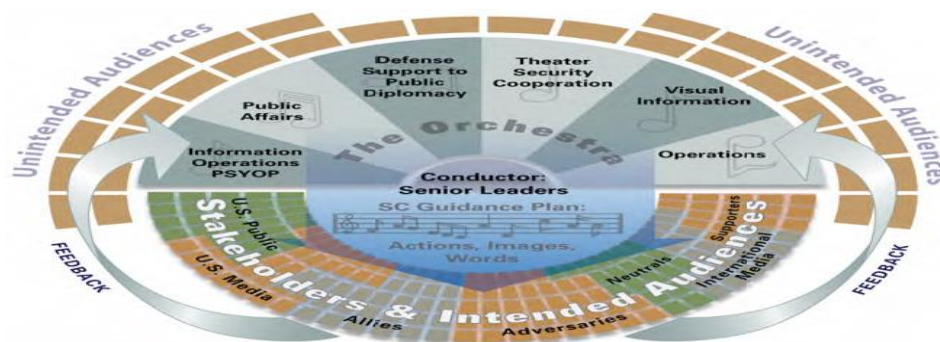 Unintended Audiences
Unintended Audiences
Defense
Support to
Public
Diplomacy
Theater
Security
Cooperation
Public
Affairs
Visual
Information
Information
Operations
PSYOP
Operations
The Orchestra
Conductor:
Senior Leaders
SC Guidance Plan:
Actions, Images,
Words
Stakeholders & Intended Audiences
U.S. Public
U.S. Media
Allies
Adversaries
Neutrals
International
Media
Supporters
FEEDBACK
FEEDBACK